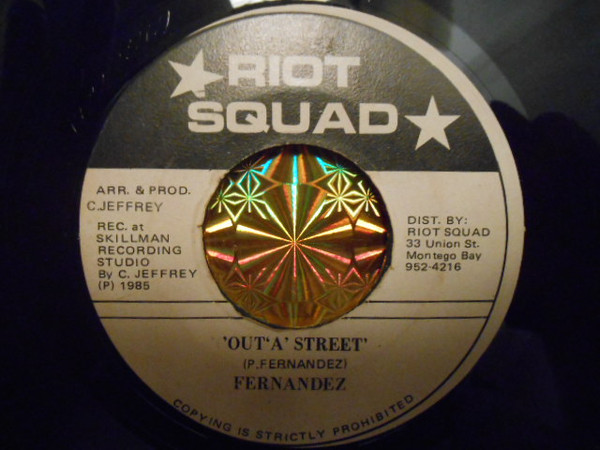 RIOT
SQUAD
ARR. & PROD.
C.JEFFREY
REC. at
SKILLMAN
RECORDING
STUDIO
By C. JEFFREY
(P) 1985
DIST. BY:
RIOT SQUAD
33 Union St.
Montego Bay
952-4216
'OUT'A' STREET'
(P.FERNANDEZ)
FERNANDEZ
COPYING IS STRICTLY PROHIBITED